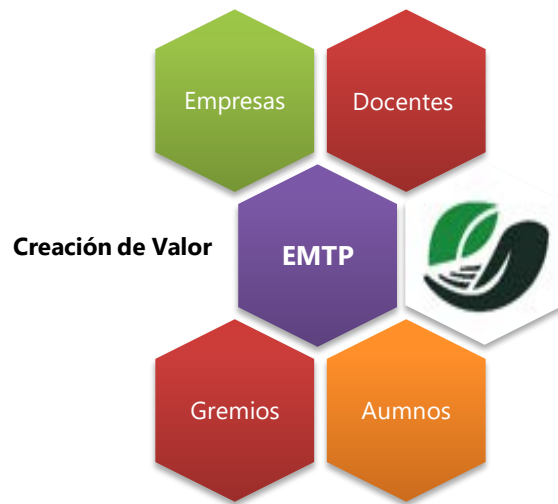 Empresas
Docentes
Creación de Valor
EMTP
Gremios
Aumnos